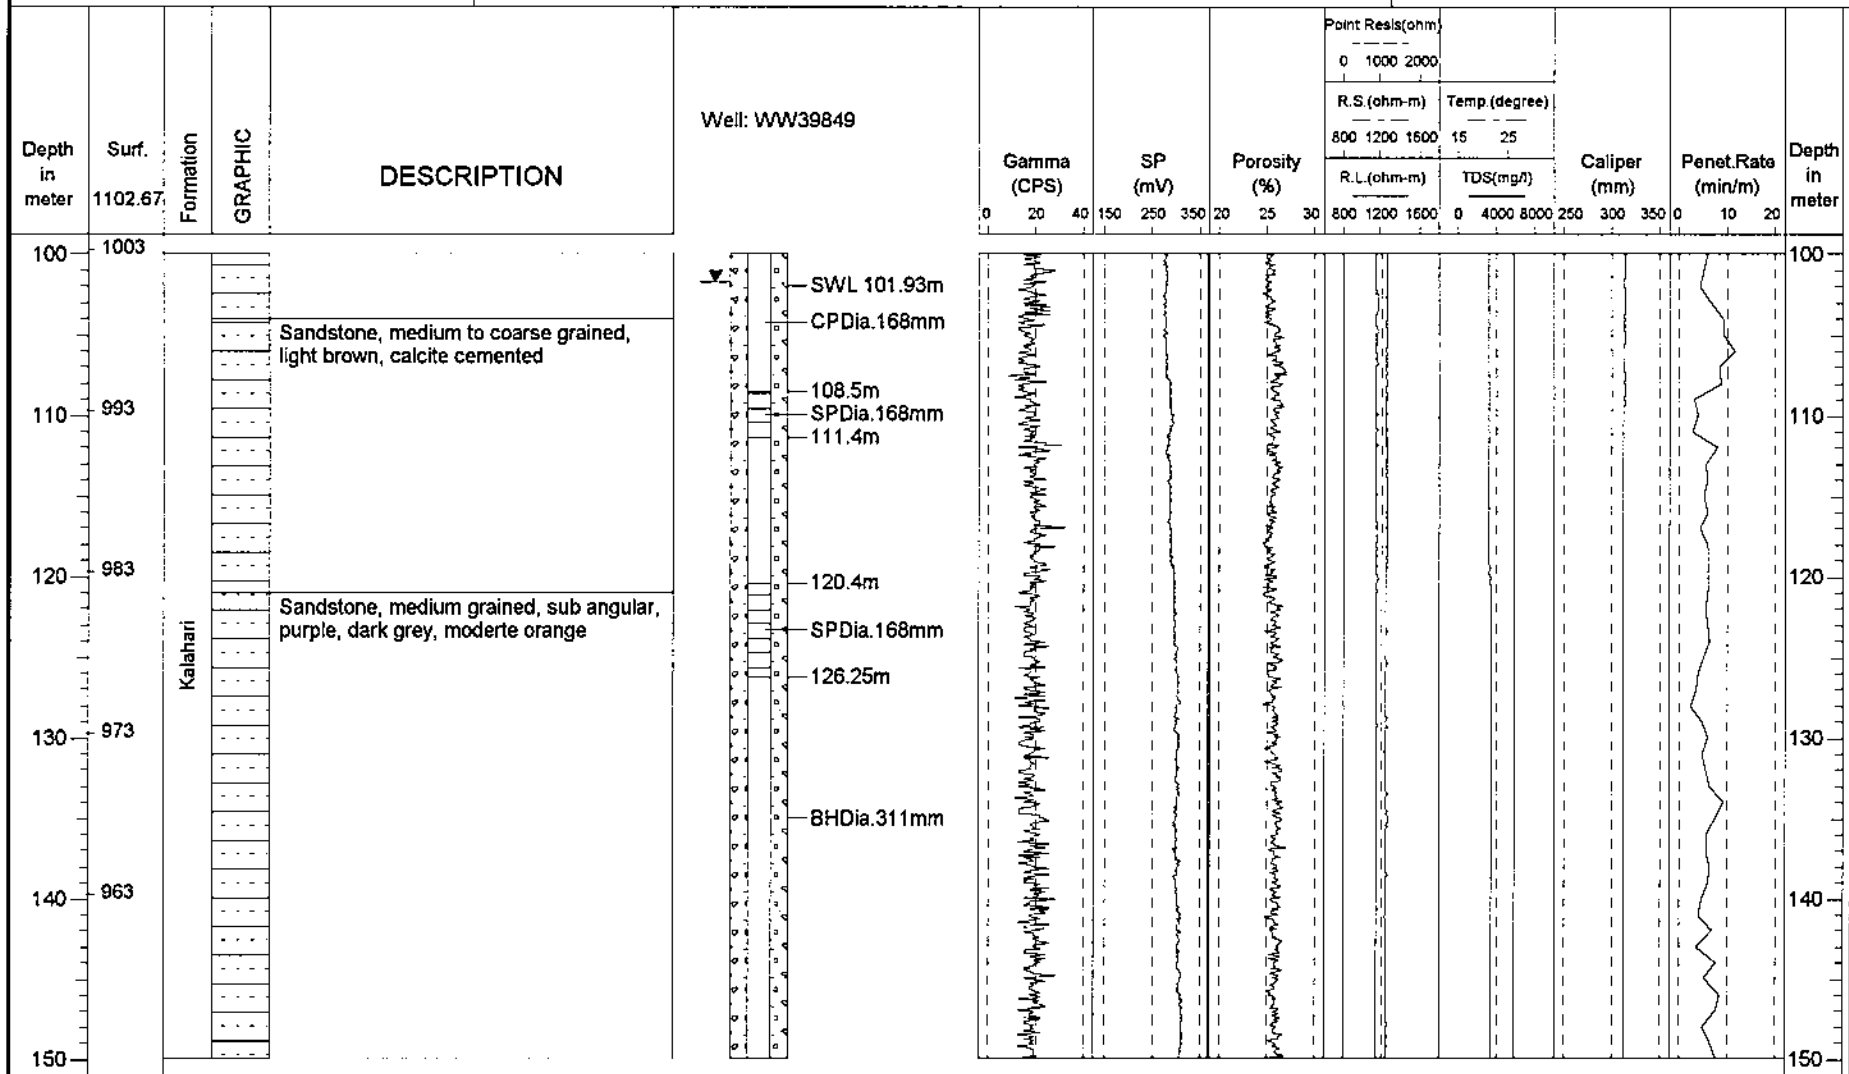 Depth
in
meter
Surf.
1102.67
Formation
GRAPHIC
DESCRIPTION
Well: WW39849
Gamma
(CPS)
0 20 40
SP
(mV)
150 250 350
Porosity
(%)
20 25 30
Point Resis(ohm)
0 1000 2000
R.S.(ohm-m)
800 1200 1600
R.L.(ohm-m)
800 1200 1600
Temp.(degree)
15 25
TDS(mg/l)
0 4000 8000
Caliper
(mm)
250 300 350
Penet.Rate
(min/m)
0 10 20
Depth
in
meter
100
110
120
130
140
150
1003
993
983
973
963
Kalahari
Sandstone, medium to coarse grained,
light brown, calcite cemented
Sandstone, medium grained, sub angular,
purple, dark grey, moderte orange
SWL 101.93m
CPDia.168mm
108.5m
SPDia.168mm
111.4m
120.4m
SPDia.168mm
126.25m
BHDia.311mm
100
110
120
130
140
150